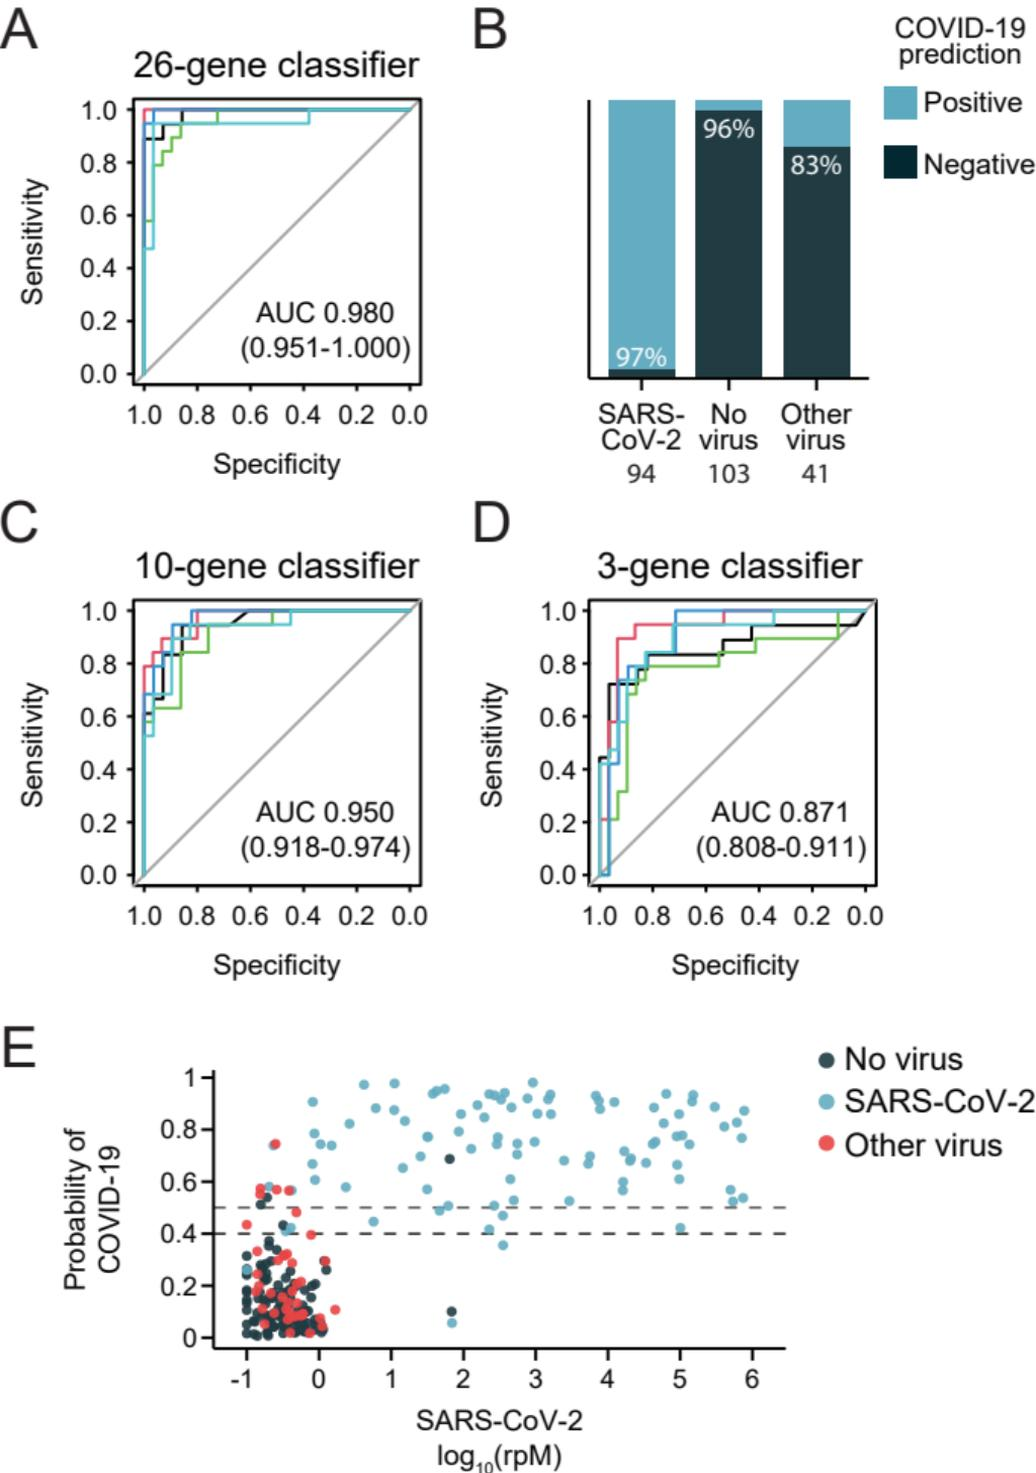 A
26-gene classifier
Sensitivity
1.0
0.8
0.6
0.4
0.2
0.0
AUC 0.980
(0.951-1.000)
1.0 0.8 0.6 0.4 0.2 0.0
Specificity
B
COVID-19
prediction
Positive
Negative
97%
96%
83%
SARS-
CoV-2
94
No
virus
103
Other
virus
41
C
10-gene classifier
Sensitivity
1.0
0.8
0.6
0.4
0.2
0.0
AUC 0.950
(0.918-0.974)
1.0 0.8 0.6 0.4 0.2 0.0
Specificity
D
3-gene classifier
Sensitivity
1.0
0.8
0.6
0.4
0.2
0.0
AUC 0.871
(0.808-0.911)
1.0 0.8 0.6 0.4 0.2 0.0
Specificity
E
Probability of
COVID-19
1
0.8
0.6
0.4
0.2
0
-1 0 1 2 3 4 5 6
SARS-CoV-2
log₁₀(rpM)
No virus
SARS-CoV-2
Other virus